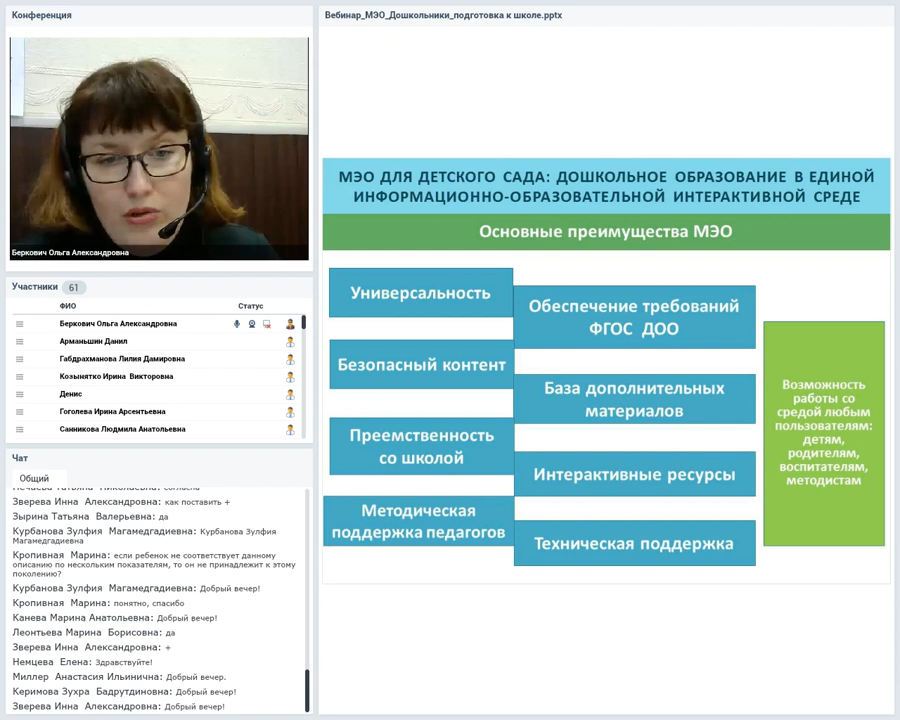 Конференция
Беркович Ольга Александровна
Участники 61
ФИО Статус
Беркович Ольга Александровна
Арманьшин Данил
Габдрахманова Лилия Дамировна
Козынятко Ирина Викторовна
Денис
Гоголева Ирина Арсентьевна
Санникова Людмила Анатольевна
Чат
Общий
Зверева Инна Александровна: как поставить +
Зырина Татьяна Валерьевна: да
Курбанова Зулфия Магамедгадиевна: Курбанова Зулфия
Магамедгадиевна
Кропивная Марина: если ребенок не соответствует данному
описанию по нескольким показателям, то он не принадлежит к этому
поколению?
Курбанова Зулфия Магамедгадиевна: Добрый вечер!
Кропивная Марина: понятно, спасибо
Канева Марина Анатольевна: Добрый вечер!
Леонтьева Марина Борисовна: да
Зверева Инна Александровна: +
Немцева Елена: Здравствуйте!
Миллер Анастасия Ильинична: Добрый вечер.
Керимова Зухра Бадрутдиновна: Добрый вечер!
Зверева Инна Александровна: Добрый вечер!
Вебинар_МЭО_Дошкольники_подготовка к школе.pptx
МЭО ДЛЯ ДЕТСКОГО САДА: ДОШКОЛЬНОЕ ОБРАЗОВАНИЕ В ЕДИНОЙ
ИНФОРМАЦИОННО-ОБРАЗОВАТЕЛЬНОЙ ИНТЕРАКТИВНОЙ СРЕДЕ
Основные преимущества МЭО
Универсальность
Безопасный контент
Преемственность
со школой
Методическая
поддержка педагогов
Обеспечение требований
ФГОС ДОО
База дополнительных
материалов
Интерактивные ресурсы
Техническая поддержка
Возможность
работы со
средой любым
пользователям:
детям,
родителям,
воспитателям,
методистам